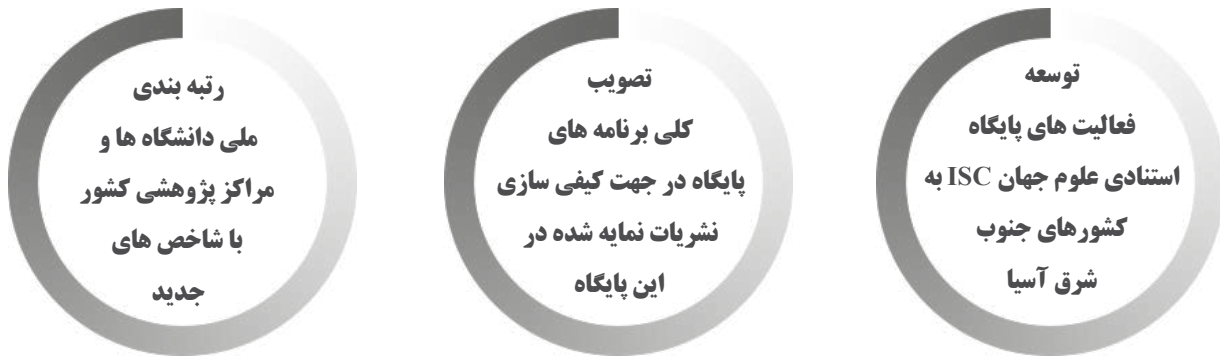 توسعه
فعالیت های پایگاه
استنادی علوم جهان ISC به
کشورهای جنوب
شرق آسیا
تصویب
کلی برنامه های
پایگاه در جهت کیفی سازی
نشریات نمایه شده در
این پایگاه
رتبه بندی
ملی دانشگاه ها و
مراکز پژوهشی کشور
با شاخص های
جدید